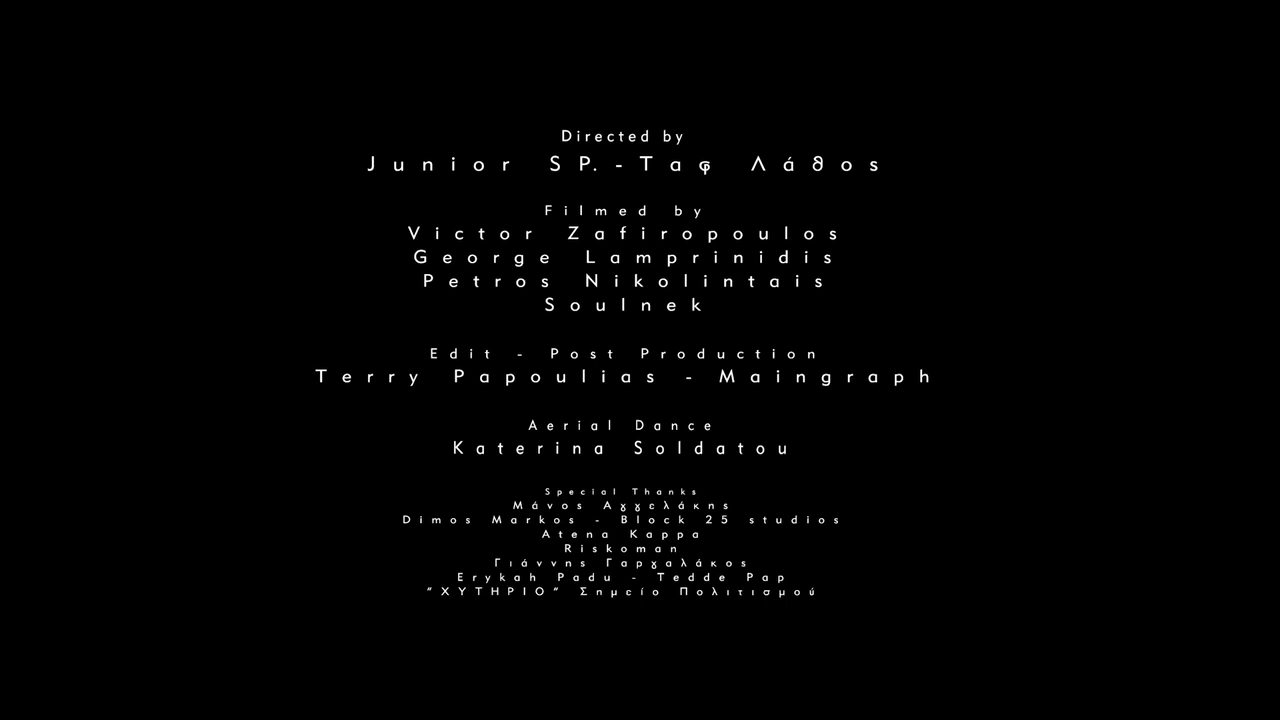 Directed by
Junior SP. - Ταφ Λάθος
Filmed by
Victor Zafiropoulos
George Lamprinidis
Petros Nikolintais
Soulnek
Edit - Post Production
Terry Papoulias - Maingraph
Aerial Dance
Katerina Soldatou
Special Thanks
Μάνος Αγγελάκης
Dimos Markos - Block 25 studios
Atena Kappa
Riskoman
Γιάννης Γαργαλάκος
Erykah Padu - Tedde Pap
"ΧΥΤΗΡΙΟ" Σημείο Πολιτισμού